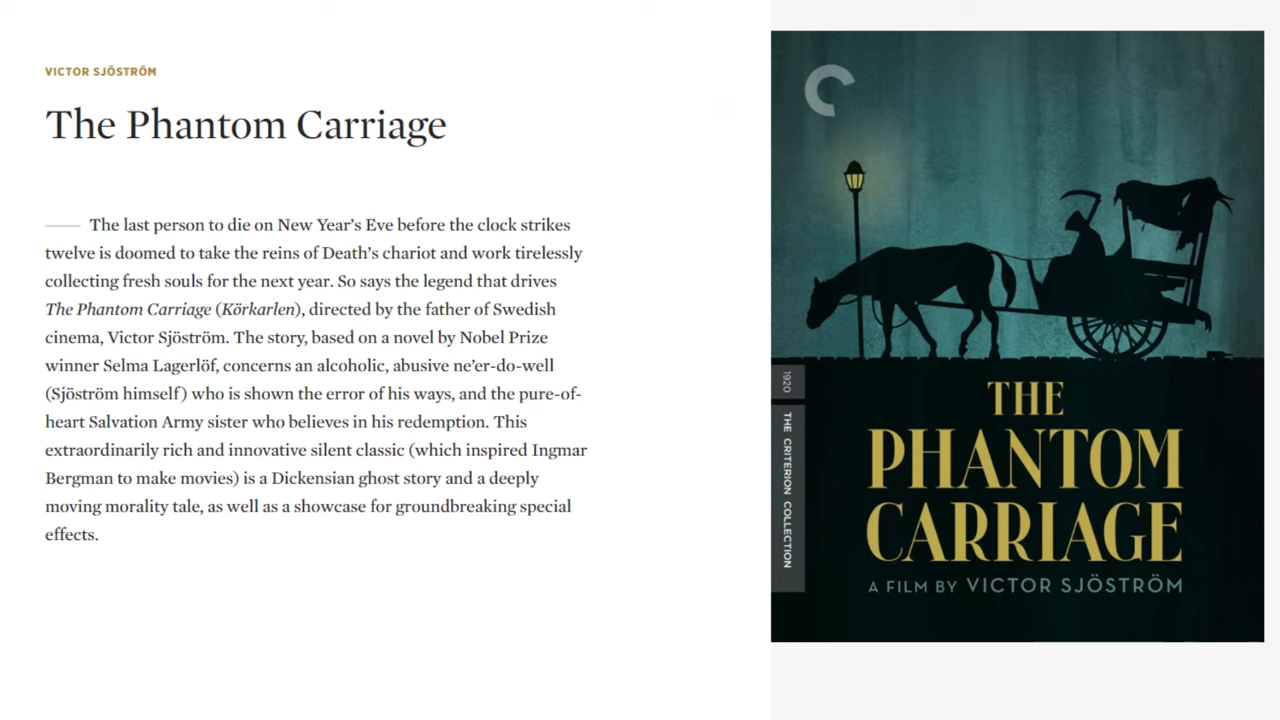 VICTOR SJÖSTRÖM
The Phantom Carriage
The last person to die on New Year’s Eve before the clock strikes
twelve is doomed to take the reins of Death’s chariot and work tirelessly
collecting fresh souls for the next year. So says the legend that drives
The Phantom Carriage (Körkarlen), directed by the father of Swedish
cinema, Victor Sjöström. The story, based on a novel by Nobel Prize
winner Selma Lagerlöf, concerns an alcoholic, abusive ne’er-do-well
(Sjöström himself) who is shown the error of his ways, and the pure-of-
heart Salvation Army sister who believes in his redemption. This
extraordinarily rich and innovative silent classic (which inspired Ingmar
Bergman to make movies) is a Dickensian ghost story and a deeply
moving morality tale, as well as a showcase for groundbreaking special
effects.
1920
THE CRITERION COLLECTION
THE
PHANTOM
CARRIAGE
A FILM BY VICTOR SJÖSTRÖM